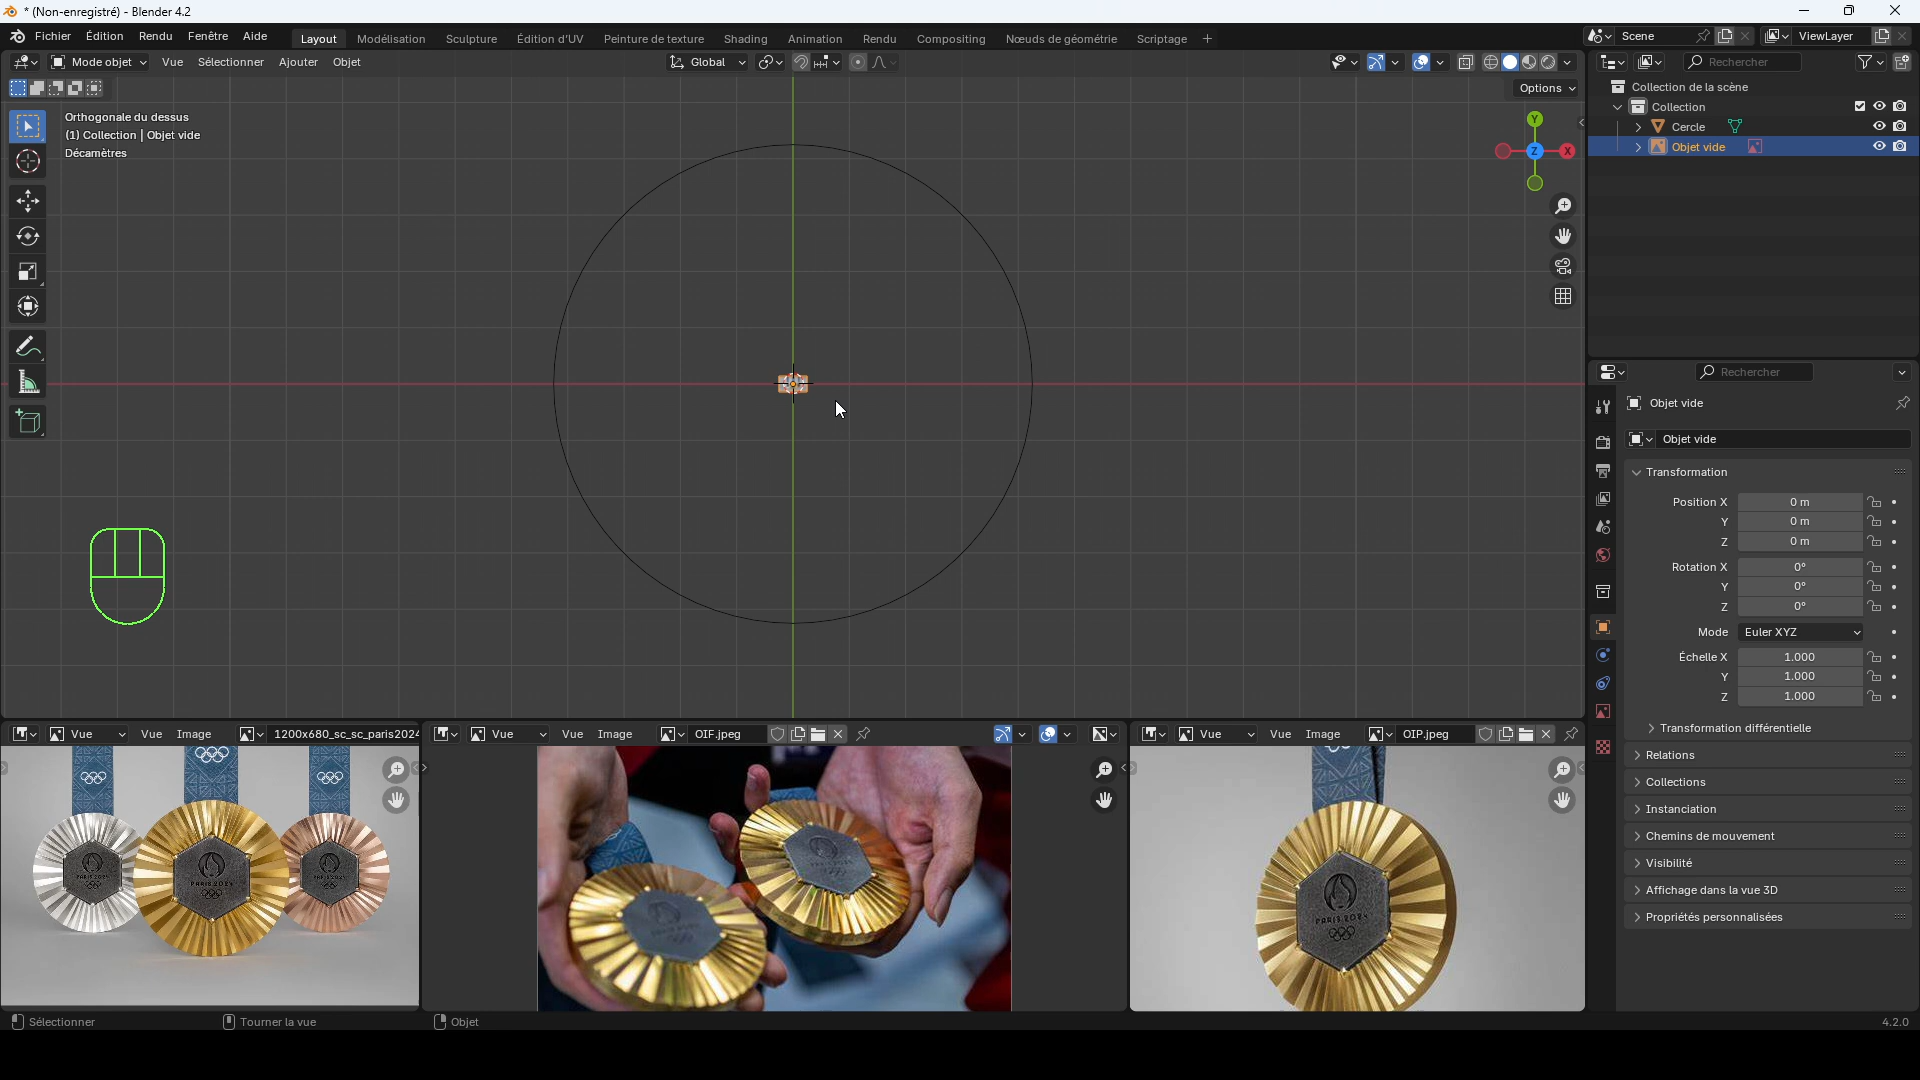 * (Non-enregistré) - Blender 4.2
Fichier Édition Rendu Fenêtre Aide Layout Modélisation Sculpture Édition d'UV Peinture de texture Shading Animation Rendu Compositing Nœuds de géométrie Scriptage + Scene ViewLayer
Mode objet Vue Sélectionner Ajouter Objet Global Rechercher
Options
Orthogonale du dessus
(1) Collection | Objet vide
Décamètres
Y
X
Z
Collection de la scène
Collection
Cercle
Objet vide
Rechercher
Objet vide
Objet vide
Transformation
Position X 0 m
Y 0 m
Z 0 m
Rotation X 0°
Y 0°
Z 0°
Mode Euler XYZ
Échelle X 1.000
Y 1.000
Z 1.000
Transformation différentielle
Relations
Collections
Instanciation
Chemins de mouvement
Visibilité
Affichage dans la vue 3D
Propriétés personnalisées
Vue Vue Image 1200x680_sc_sc_paris2024
Vue Vue Image OIF.jpeg
Vue Vue Image OIP.jpeg
PARIS 2024
PARIS 2024
PARIS 2024
PARIS 2024
Sélectionner Tourner la vue Objet 4.2.0